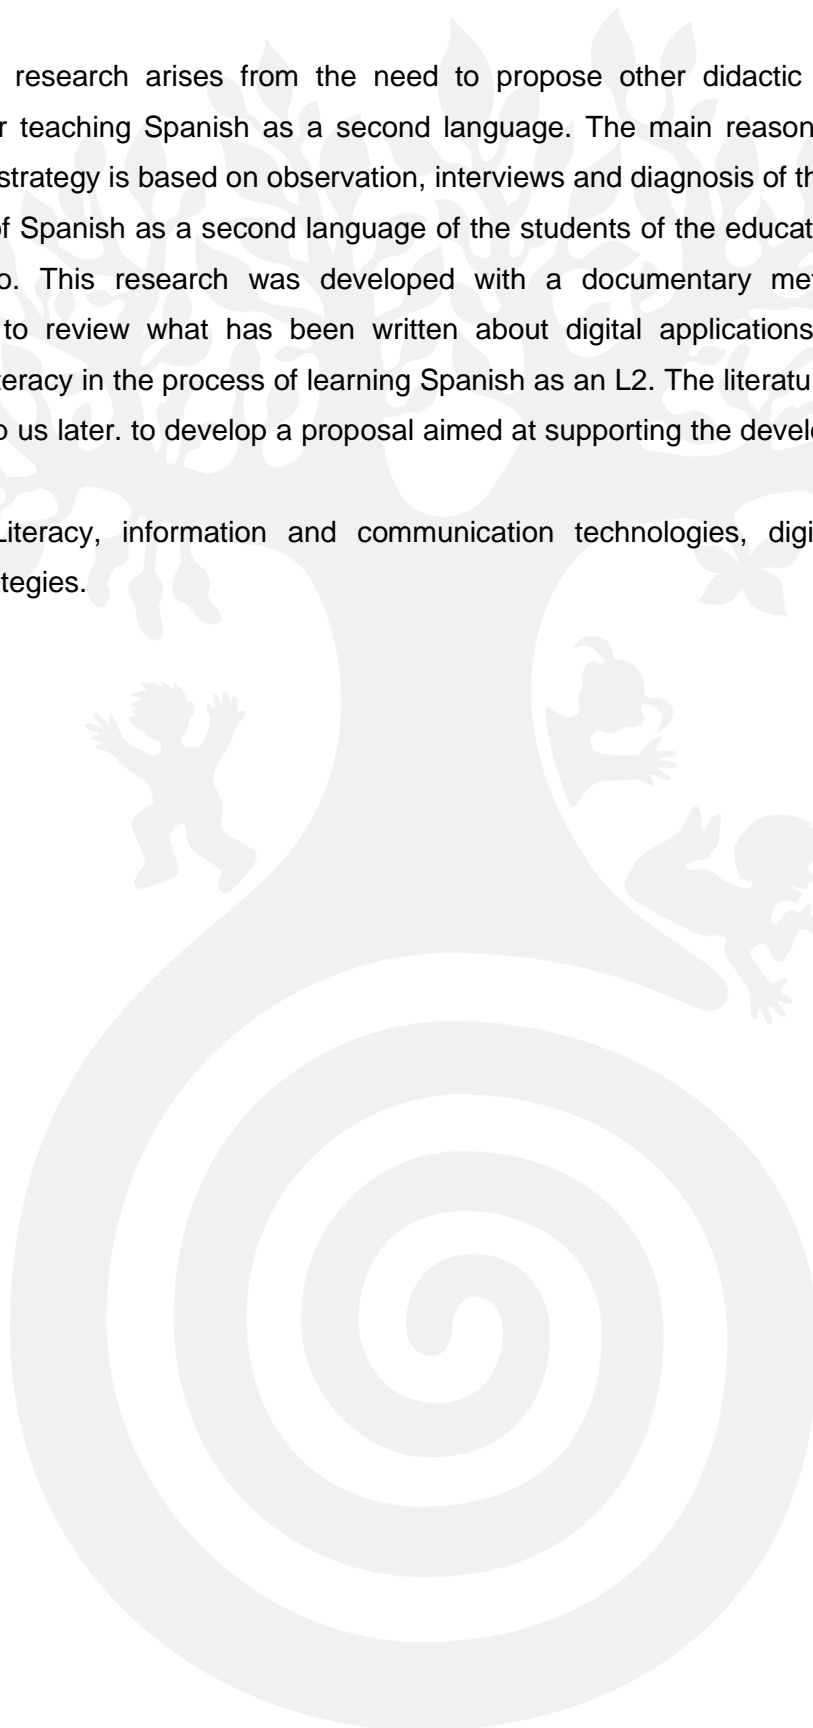 research arises from the need to propose other didactic
r teaching Spanish as a second language. The main reason
strategy is based on observation, interviews and diagnosis of th
of Spanish as a second language of the students of the educat
o. This research was developed with a documentary met
to review what has been written about digital applications
teracy in the process of learning Spanish as an L2. The literatu
o us later. to develop a proposal aimed at supporting the develo
Literacy, information and communication technologies, digi
tegies.